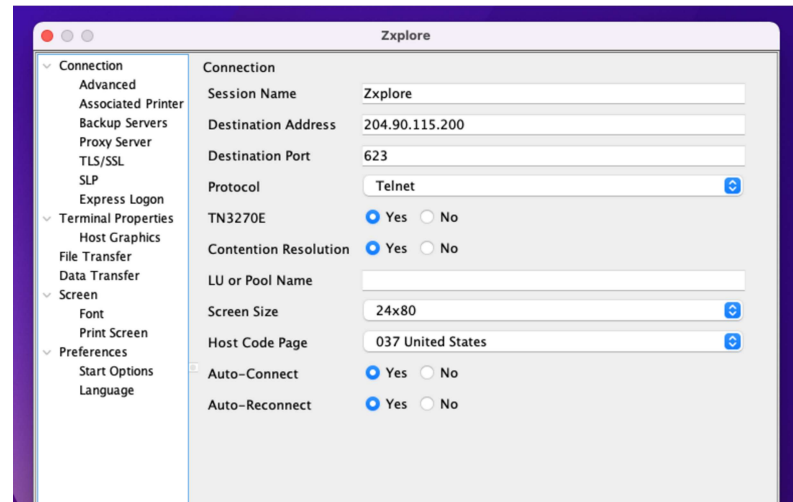 Zxplore
Connection
Advanced
Associated Printer
Backup Servers
Proxy Server
TLS/SSL
SLP
Express Logon
Terminal Properties
Host Graphics
File Transfer
Data Transfer
Screen
Font
Print Screen
Preferences
Start Options
Language
Connection
Session Name Zxplore
Destination Address 204.90.115.200
Destination Port 623
Protocol Telnet
TN3270E Yes No
Contention Resolution Yes No
LU or Pool Name
Screen Size 24x80
Host Code Page 037 United States
Auto-Connect Yes No
Auto-Reconnect Yes No